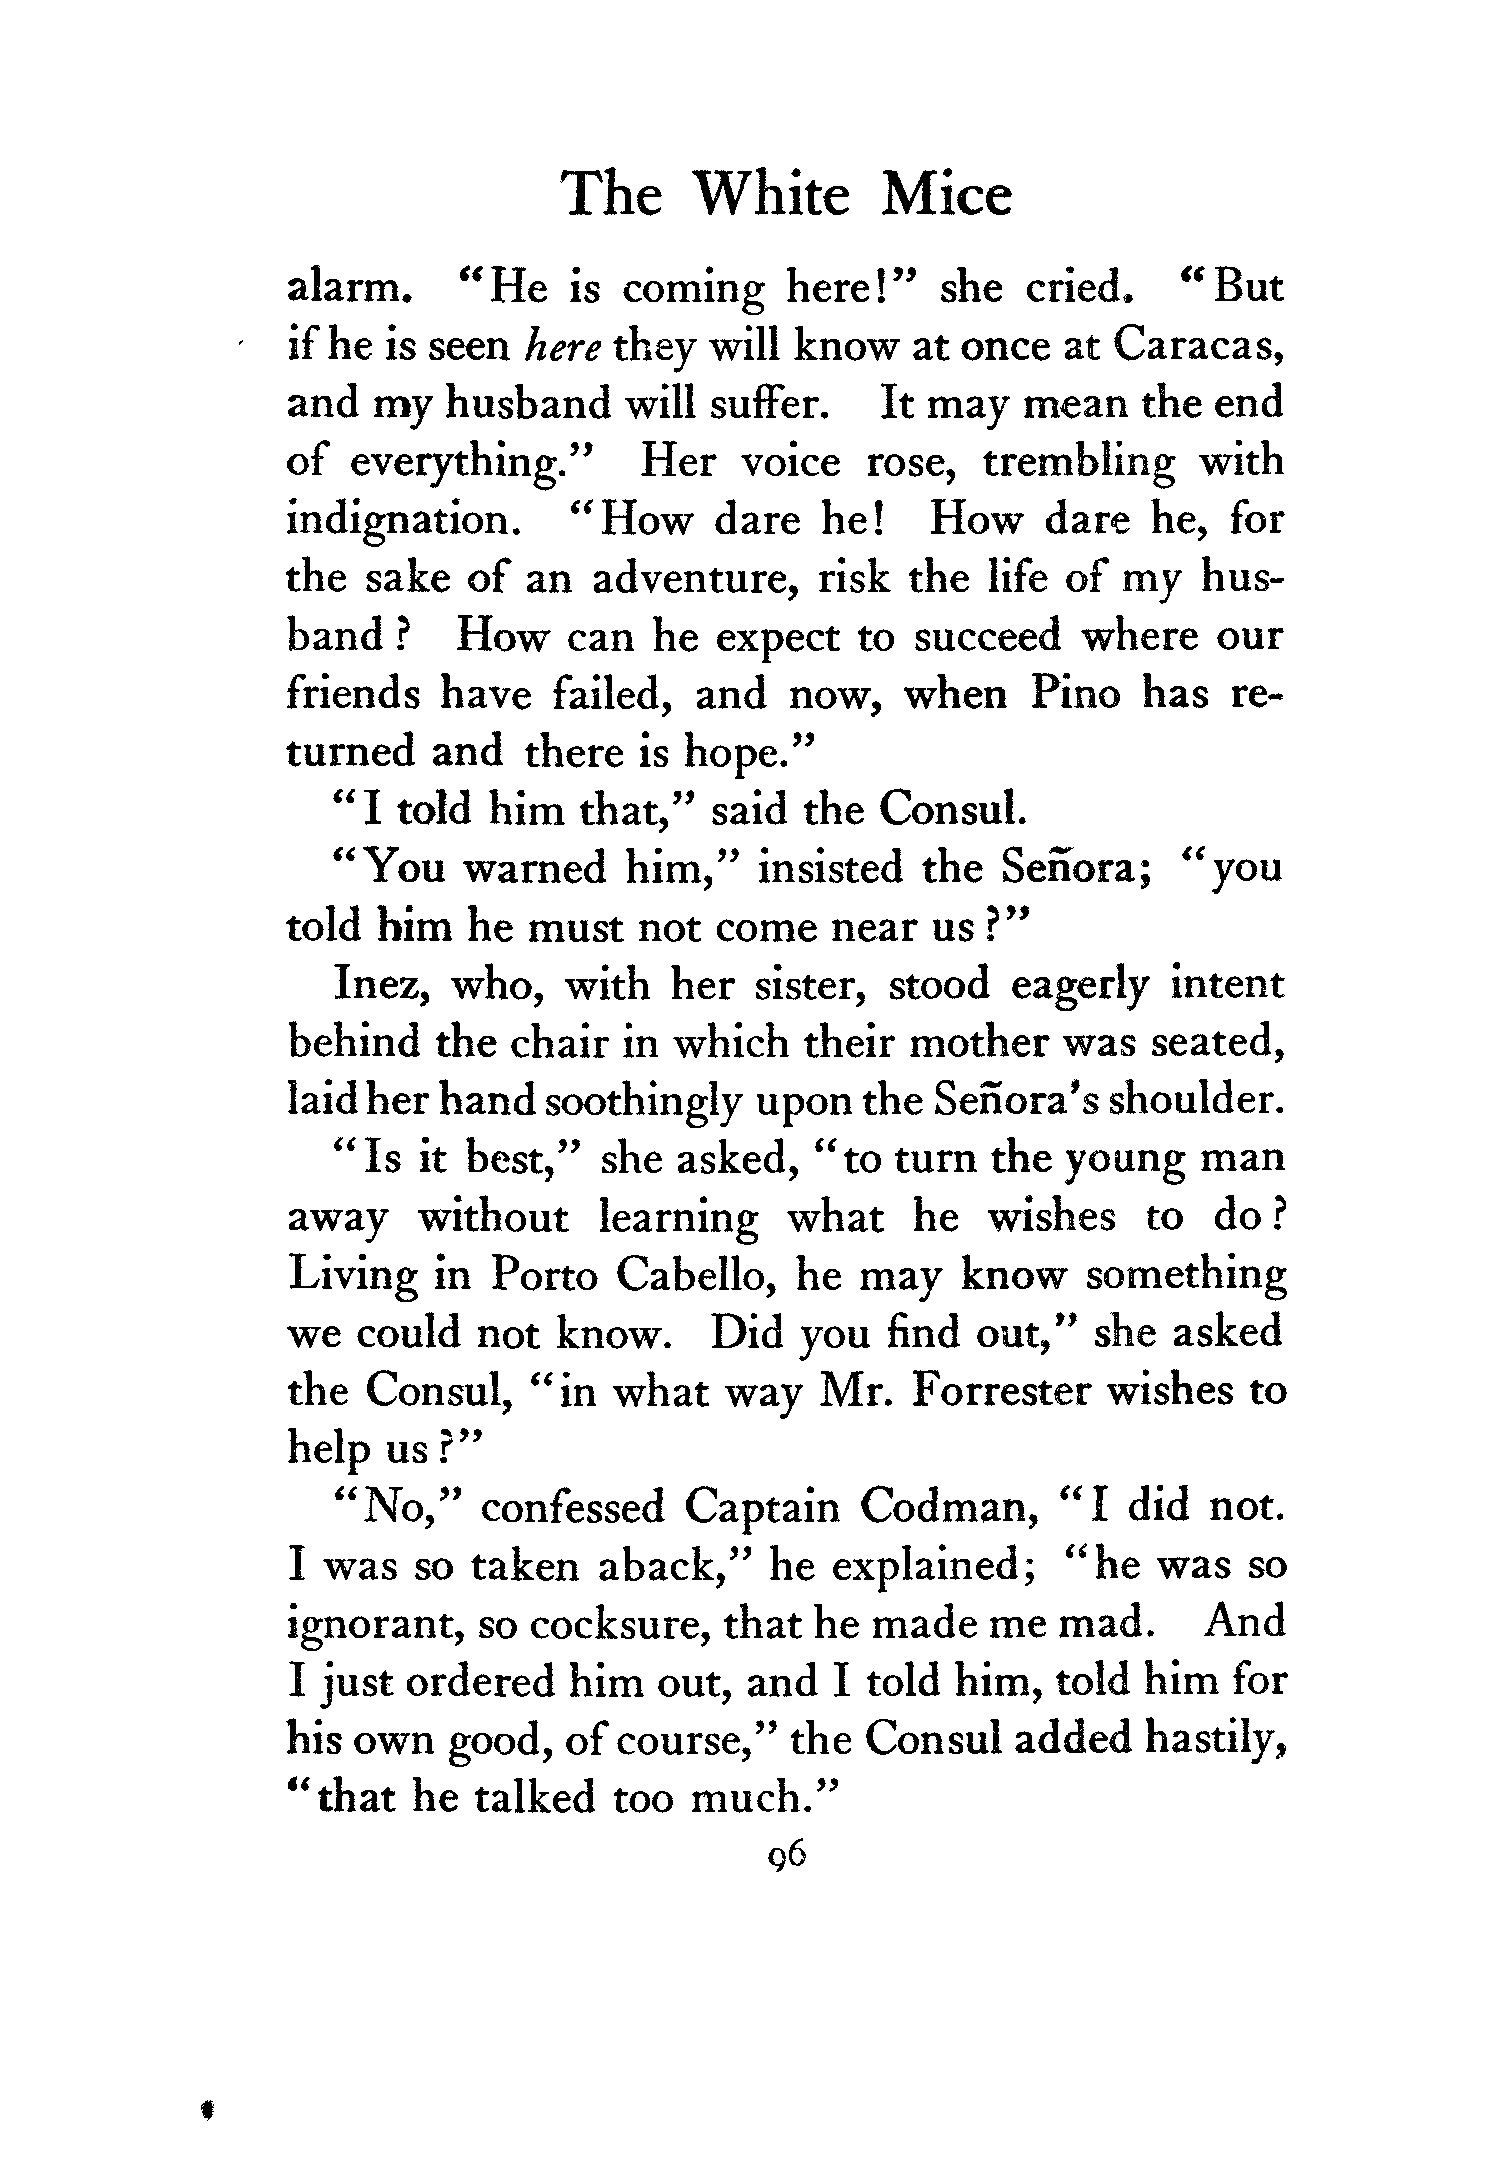 The White Mice
alarm. "He is coming here!" she cried. "But
if he is seen here they will know at once at Caracas,
and my husband will suffer. It may mean the end
of everything." Her voice rose, trembling with
indignation. "How dare he! How dare he, for
the sake of an adventure, risk the life of my hus-
band? How can he expect to succeed where our
friends have failed, and now, when Pino has re-
turned and there is hope."
"I told him that," said the Consul.
"You warned him," insisted the Señora; "you
told him he must not come near us?"
Inez, who, with her sister, stood eagerly intent
behind the chair in which their mother was seated,
laid her hand soothingly upon the Señora's shoulder.
"Is it best," she asked, "to turn the young man
away without learning what he wishes to do?
Living in Porto Cabello, he may know something
we could not know. Did you find out," she asked
the Consul, "in what way Mr. Forrester wishes to
help us?"
"No," confessed Captain Codman, "I did not.
I was so taken aback," he explained; "he was so
ignorant, so cocksure, that he made me mad. And
I just ordered him out, and I told him, told him for
his own good, of course," the Consul added hastily,
"that he talked too much."
96